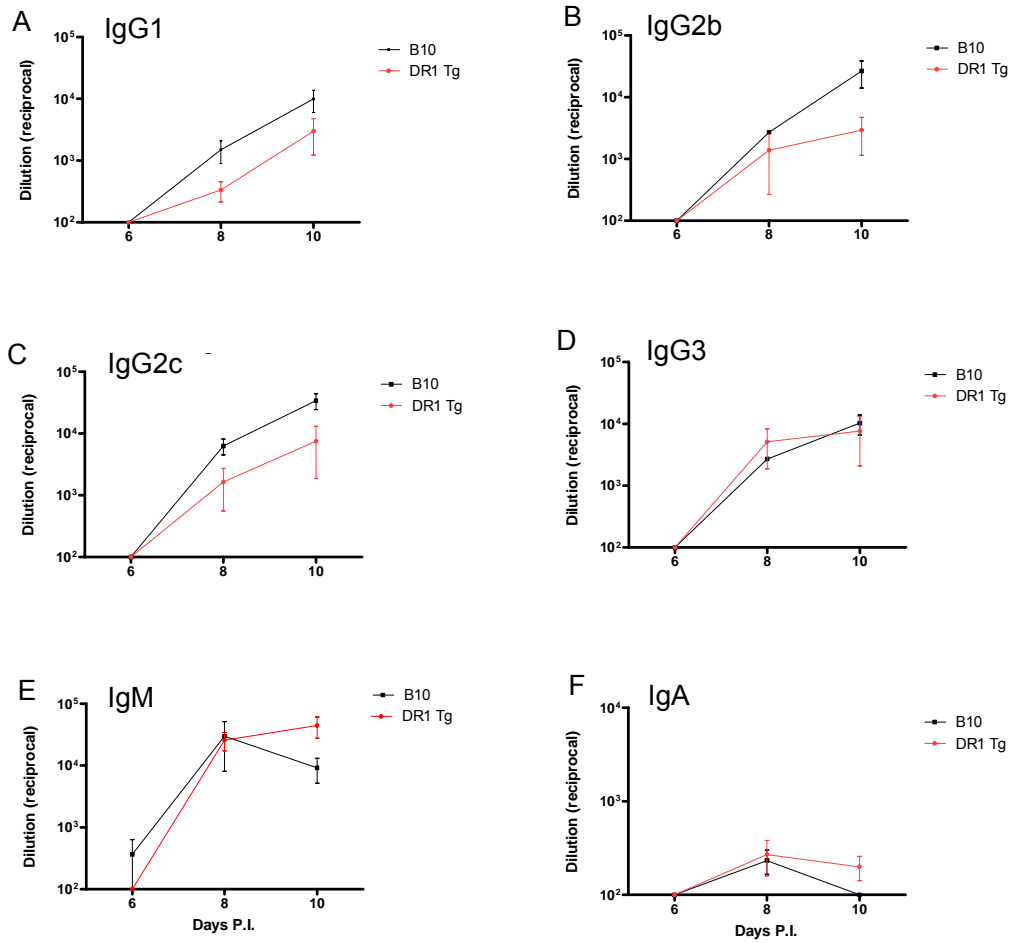 A IgG1
B10
DR1 Tg
Dilution (reciprocal)
10⁵
10⁴
10³
10²
6 8 10
B IgG2b
B10
DR1 Tg
Dilution (reciprocal)
10⁵
10⁴
10³
10²
6 8 10
C IgG2c
B10
DR1 Tg
Dilution (reciprocal)
10⁵
10⁴
10³
10²
6 8 10
D IgG3
B10
DR1 Tg
Dilution (reciprocal)
10⁵
10⁴
10³
10²
6 8 10
E IgM
B10
DR1 Tg
Dilution (reciprocal)
10⁵
10⁴
10³
10²
6 8 10
Days P.I.
F IgA
B10
DR1 Tg
Dilution (reciprocal)
10⁴
10³
10²
6 8 10
Days P.I.